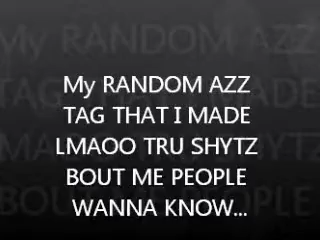 My RANDOM AZZ
TAG THAT I MADE
LMAOO TRU SHYTZ
BOUT ME PEOPLE
WANNA KNOW...